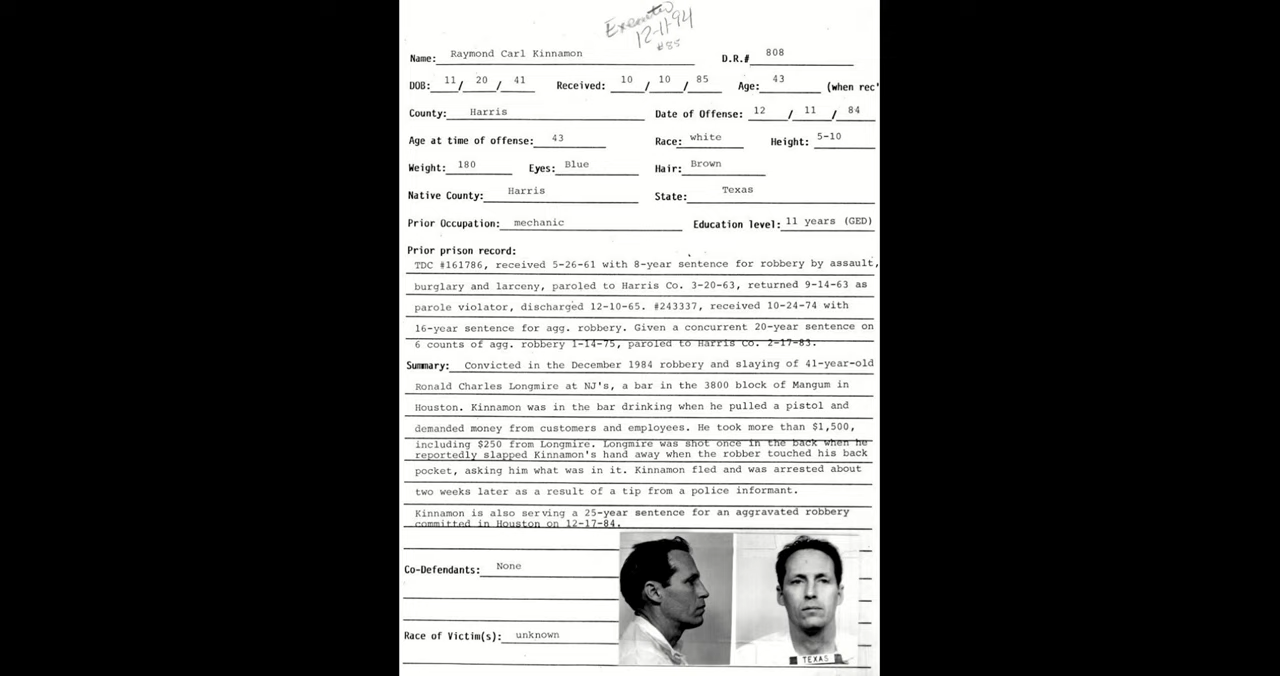 Executed
12-11-94
#85
Name: Raymond Carl Kinnamon D.R.# 808
DOB: 11/ 20 / 41 Received: 10 / 10 / 85 Age: 43 (when rec'
County: Harris Date of Offense: 12 / 11 / 84
Age at time of offense: 43 Race: white Height: 5-10
Weight: 180 Eyes: Blue Hair: Brown
Native County: Harris State: Texas
Prior Occupation: mechanic Education level: 11 years (GED)
Prior prison record:
TDC #161786, received 5-26-61 with 8-year sentence for robbery by assault,
burglary and larceny, paroled to Harris Co. 3-20-63, returned 9-14-63 as
parole violator, discharged 12-10-65. #243337, received 10-24-74 with
16-year sentence for agg. robbery. Given a concurrent 20-year sentence on
6 counts of agg. robbery 1-14-75, paroled to Harris Co. 2-17-83.
Summary: Convicted in the December 1984 robbery and slaying of 41-year-old
Ronald Charles Longmire at NJ's, a bar in the 3800 block of Mangum in
Houston. Kinnamon was in the bar drinking when he pulled a pistol and
demanded money from customers and employees. He took more than $1,500,
including $250 from Longmire. Longmire was shot once in the back when he
reportedly slapped Kinnamon's hand away when the robber touched his back
pocket, asking him what was in it. Kinnamon fled and was arrested about
two weeks later as a result of a tip from a police informant.
Kinnamon is also serving a 25-year sentence for an aggravated robbery
committed in Houston on 12-17-84.
Co-Defendants: None
Race of Victim(s): unknown
TEXAS